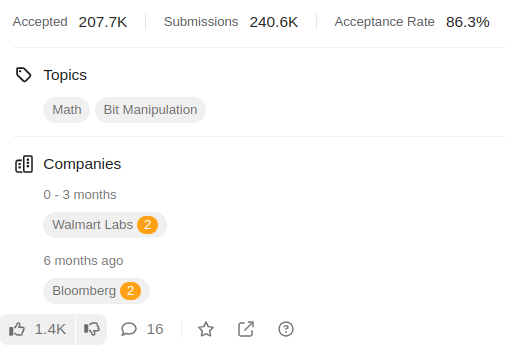 Accepted 207.7K Submissions 240.6K Acceptance Rate 86.3%
Topics
Math Bit Manipulation
Companies
0 - 3 months
Walmart Labs 2
6 months ago
Bloomberg 2
1.4K 16